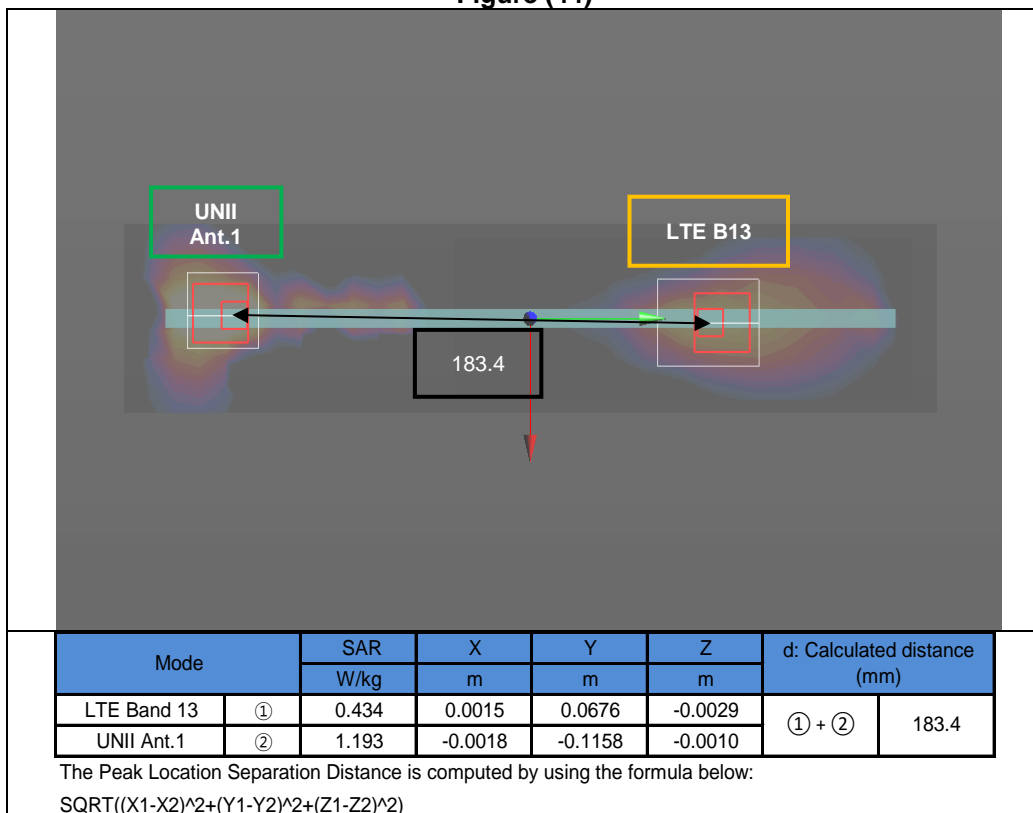 UNII
Ant.1
LTE B13
183.4
Mode SAR X Y Z d: Calculated distance (mm)
W/kg m m m
LTE Band 13 ① 0.434 0.0015 0.0676 -0.0029 ① + ② 183.4
UNII Ant.1 ② 1.193 -0.0018 -0.1158 -0.0010
The Peak Location Separation Distance is computed by using the formula below:
SQRT((X1-X2)^2+(Y1-Y2)^2+(Z1-Z2)^2)